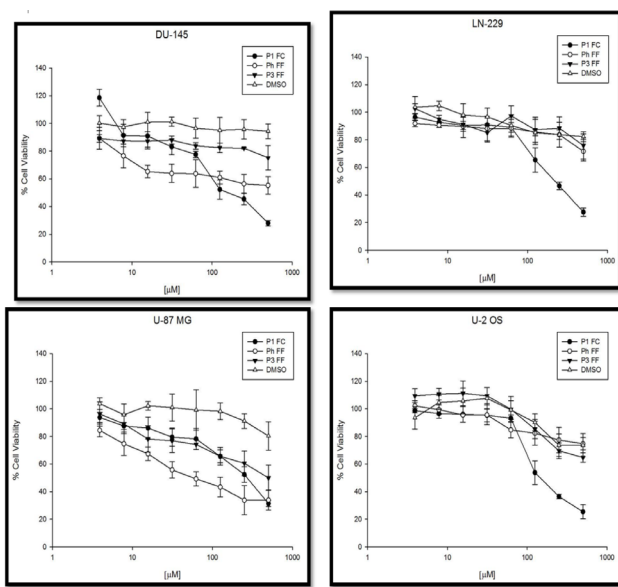 DU-145
P1 FC
Ph FF
P3 FF
DMSO
140
120
100
80
60
40
20
0
% Cell Viability
1 10 100 1000
[µM]
LN-229
P1 FC
Ph FF
P3 FF
DMSO
140
120
100
80
60
40
20
0
% Cell Viability
1 10 100 1000
[µM]
U-87 MG
P1 FC
Ph FF
P3 FF
DMSO
140
120
100
80
60
40
20
0
% Cell Viability
1 10 100 1000
[µM]
U-2 OS
P1 FC
Ph FF
P3 FF
DMSO
140
120
100
80
60
40
20
0
% Cell Viability
1 10 100 1000
[µM]